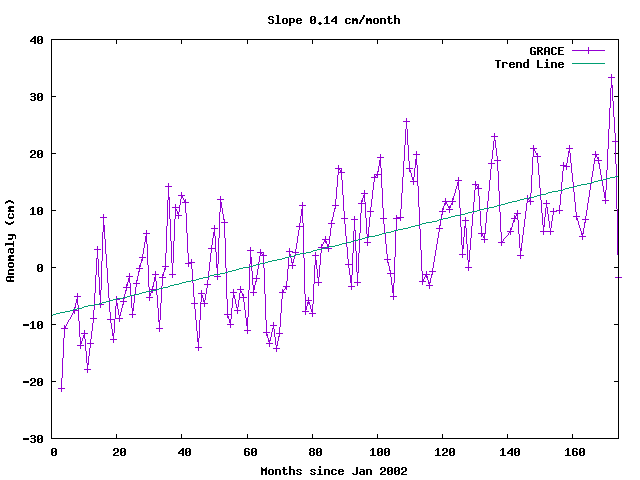 Slope 0.14 cm/month
GRACE
Trend Line
40
30
20
10
0
-10
-20
-30
Anomaly (cm)
0 20 40 60 80 100 120 140 160
Months since Jan 2002